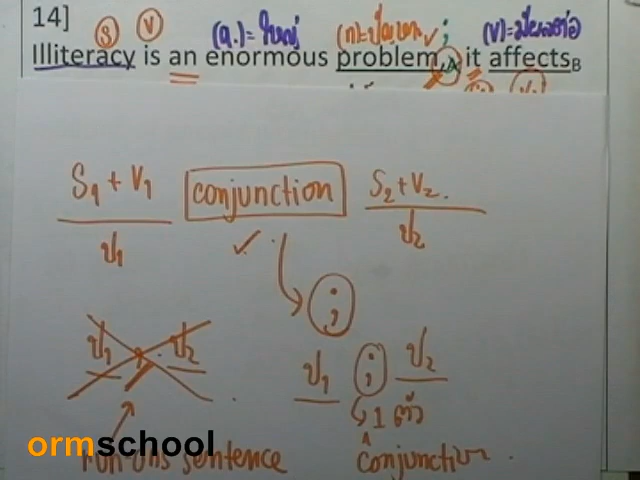 14]
S V (a.)= ใหญ่ (n)= ปัญหา ; (v)= มีผลต่อ
Illiteracy is an enormous problem, A it affects B
S1 + V1 conjunction S2 + V2.
ป1 ป2
;
ป1 , ป2 ป1 ; ป2
1 ตัว
run-ons sentence conjunction.
ormschool